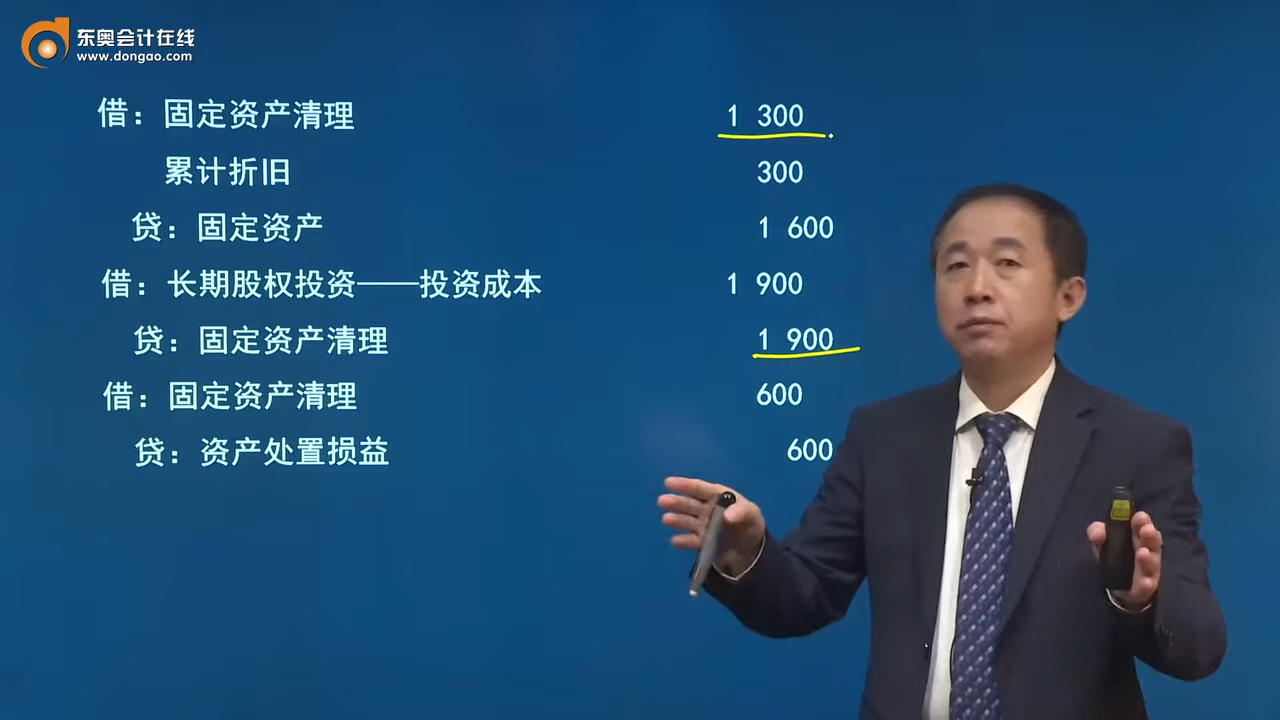 东奥会计在线
www.dongao.com
借：固定资产清理 1 300
累计折旧 300
贷：固定资产 1 600
借：长期股权投资——投资成本 1 900
贷：固定资产清理 1 900
借：固定资产清理 600
贷：资产处置损益 600